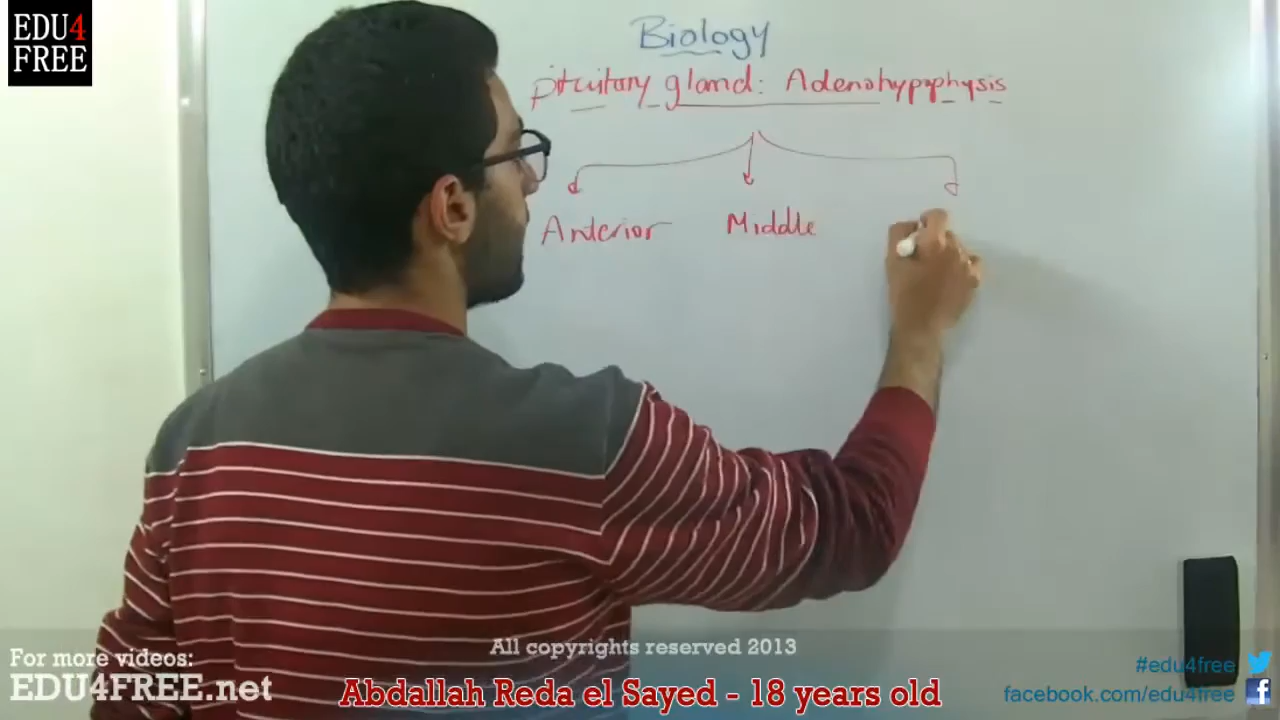 EDU4
FREE
Biology
pituitary gland: Adenohypophysis
Anterior Middle
All copyrights reserved 2013
For more videos:
EDU4FREE.net
Abdallah Reda el Sayed - 18 years old
#edu4free
facebook.com/edu4free